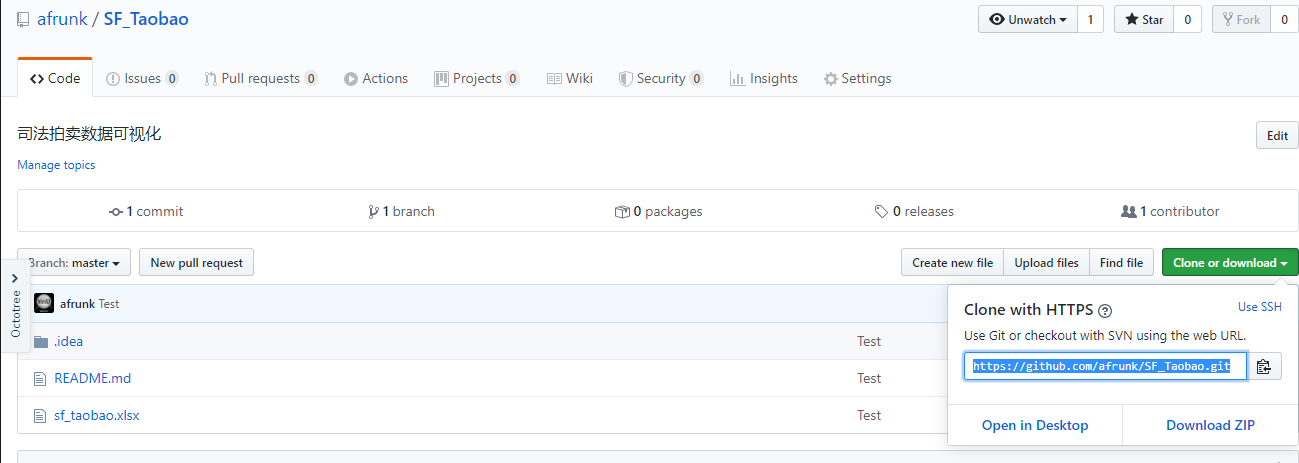 afrunk / SF_Taobao
Unwatch 1 Star 0 Fork 0
Code Issues 0 Pull requests 0 Actions Projects 0 Wiki Security 0 Insights Settings
司法拍卖数据可视化
Edit
Manage topics
1 commit 1 branch 0 packages 0 releases 1 contributor
Branch: master New pull request Create new file Upload files Find file Clone or download
Octotree
afrunk Test
.idea Test
README.md Test
sf_taobao.xlsx Test
Clone with HTTPS Use SSH
Use Git or checkout with SVN using the web URL.
https://github.com/afrunk/SF_Taobao.git
Open in Desktop Download ZIP